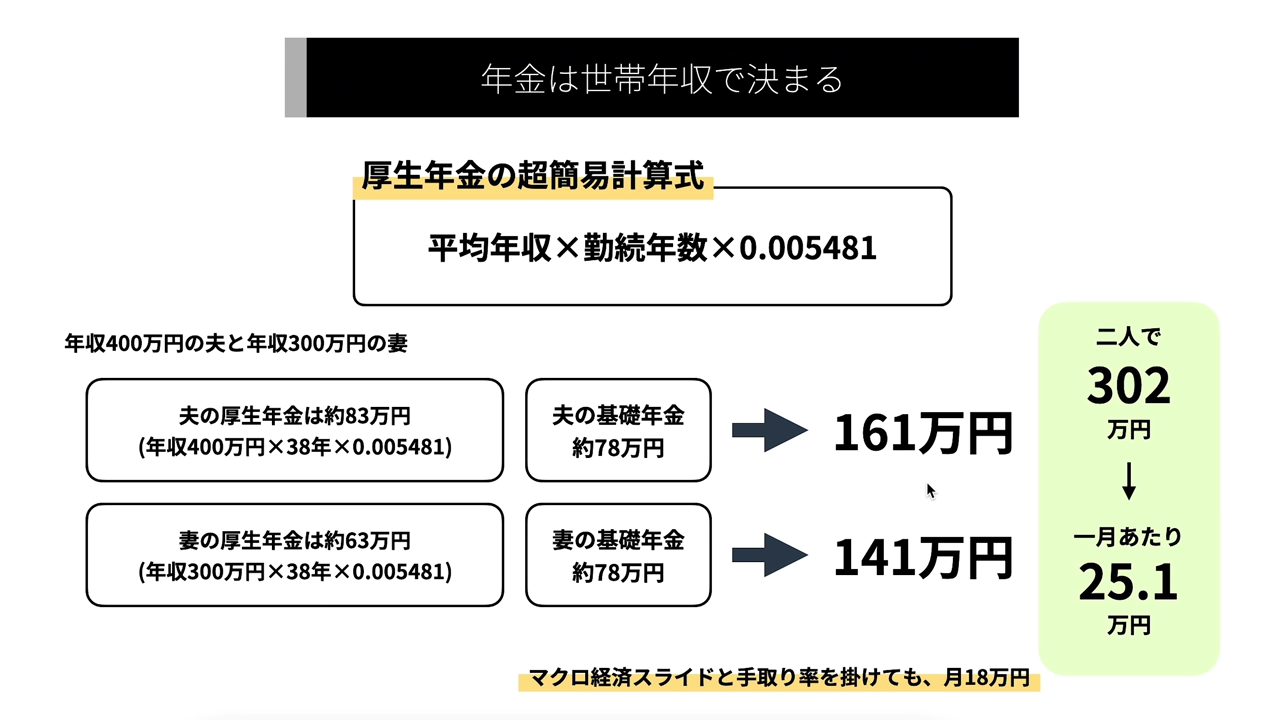 年金は世帯年収で決まる
厚生年金の超簡易計算式
平均年収×勤続年数×0.005481
年収400万円の夫と年収300万円の妻
夫の厚生年金は約83万円
(年収400万円×38年×0.005481)
夫の基礎年金
約78万円
161万円
妻の厚生年金は約63万円
(年収300万円×38年×0.005481)
妻の基礎年金
約78万円
141万円
二人で
302
万円
一月あたり
25.1
万円
マクロ経済スライドと手取り率を掛けても、月18万円